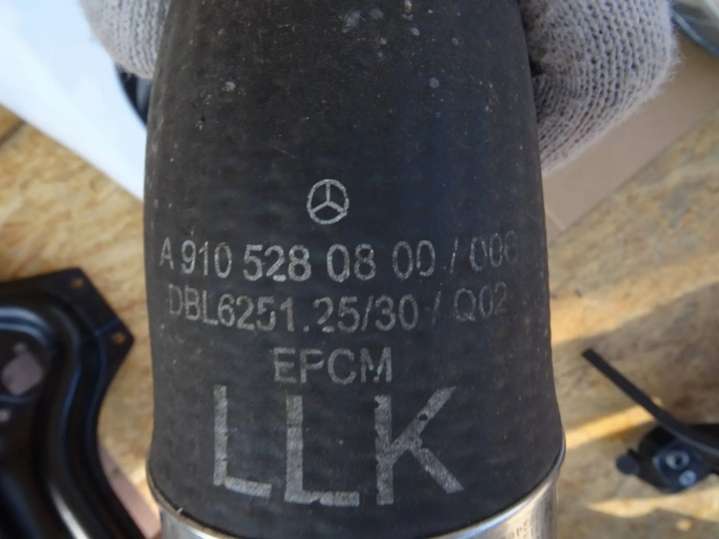 A 910 528 08 00 / 006
DBL6251.25/30 / Q02
EPCM
LLK